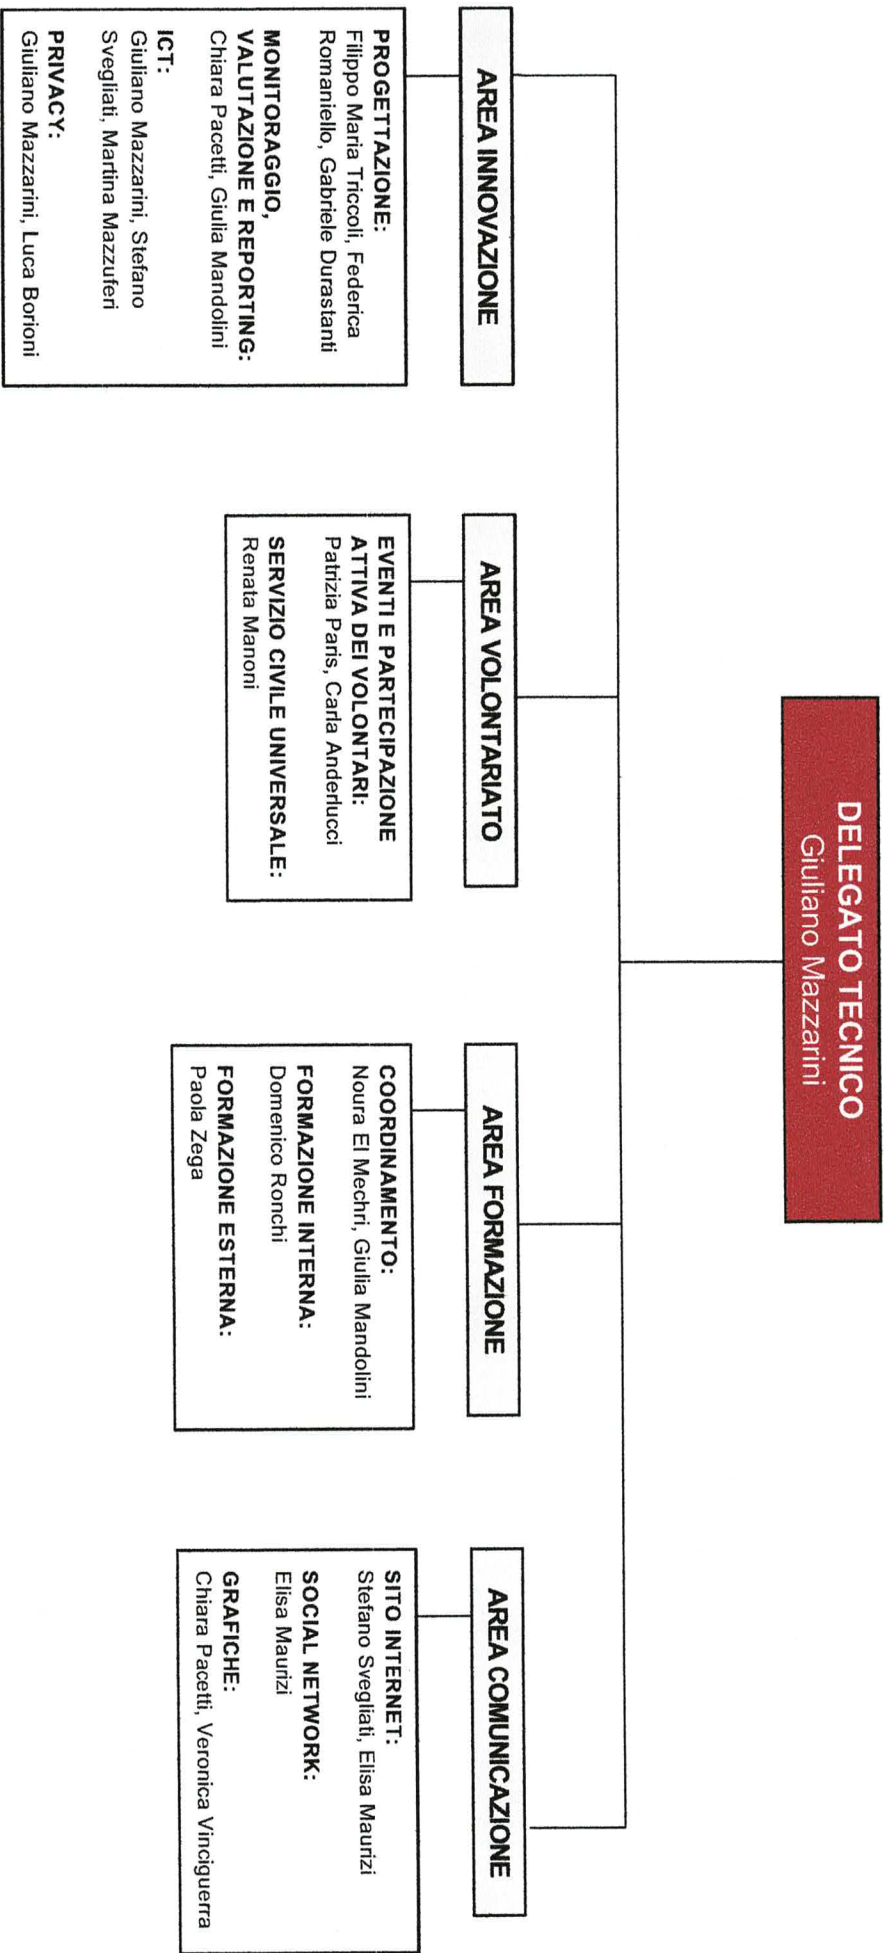 DELEGATO TECNICO
Giuliano Mazzarini
AREA INNOVAZIONE
PROGETTAZIONE:
Filippo Maria Triccoli, Federica
Romaniello, Gabriele Durastanti
MONITORAGGIO,
VALUTAZIONE E REPORTING:
Chiara Pacetti, Giulia Mandolini
ICT:
Giuliano Mazzarini, Stefano
Svegliati, Martina Mazzuferi
PRIVACY:
Giuliano Mazzarini, Luca Borioni
AREA VOLONTARIATO
EVENTI E PARTECIPAZIONE
ATTIVA DEI VOLONTARI:
Patrizia Paris, Carla Anderlucci
SERVIZIO CIVILE UNIVERSALE:
Renata Manoni
AREA FORMAZIONE
COORDINAMENTO:
Noura El Mechri, Giulia Mandolini
FORMAZIONE INTERNA:
Domenico Ronchi
FORMAZIONE ESTERNA:
Paola Zega
AREA COMUNICAZIONE
SITO INTERNET:
Stefano Svegliati, Elisa Maurizi
SOCIAL NETWORK:
Elisa Maurizi
GRAFICHE:
Chiara Pacetti, Veronica Vinciguerra